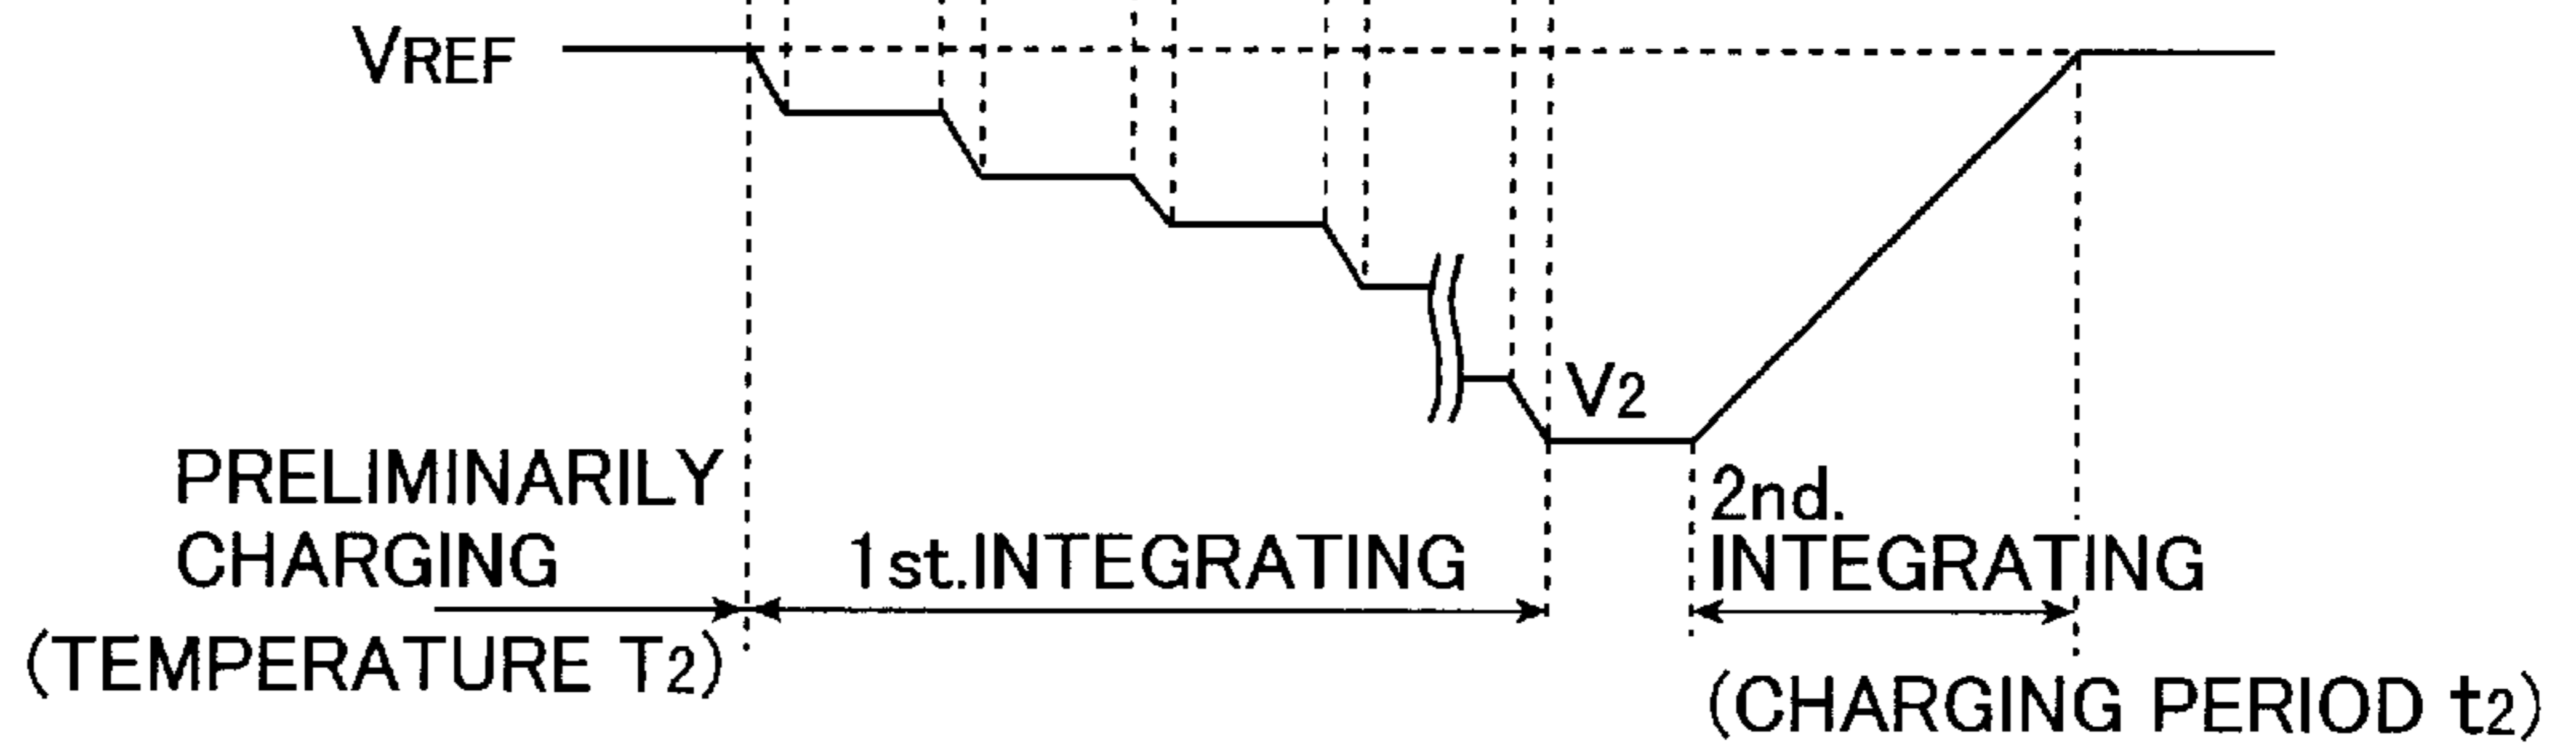 VREF
V2
PRELIMINARILY
CHARGING
(TEMPERATURE T2)
1st.INTEGRATING
2nd.
INTEGRATING
(CHARGING PERIOD t2)